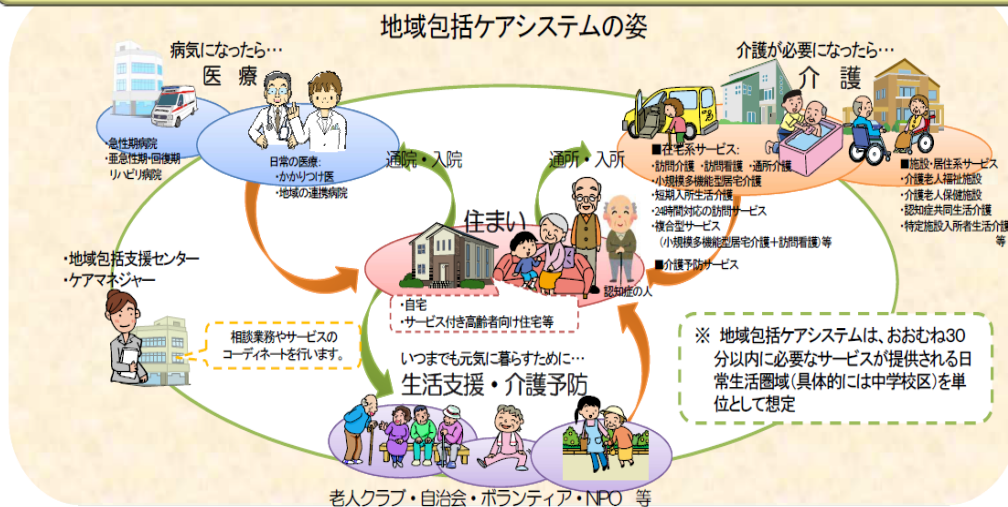 地域包括ケアシステムの姿
病気になったら…
医　療
介護が必要になったら…
介　護
・急性期病院
・亜急性期・回復期
リハビリ病院
日常の医療:
・かかりつけ医
・地域の連携病院
通院・入院
通所・入所
■在宅系サービス:
・訪問介護・訪問看護・通所介護
・小規模多機能型居宅介護
・短期入所生活介護
・24時間対応の訪問サービス
・複合型サービス
（小規模多機能型居宅介護＋訪問看護）等
■介護予防サービス
■施設・居住系サービス
・介護老人福祉施設
・介護老人保健施設
・認知症共同生活介護
・特定施設入所者生活介護
等
住まい
認知症の人
・自宅
・サービス付き高齢者向け住宅等
・地域包括支援センター
・ケアマネジャー
相談業務やサービスの
コーディネートを行います。
いつまでも元気に暮らすために…
生活支援・介護予防
※ 地域包括ケアシステムは、おおむね30
分以内に必要なサービスが提供される日
常生活圏域（具体的には中学校区）を単
位として想定
老人クラブ・自治会・ボランティア・NPO　等